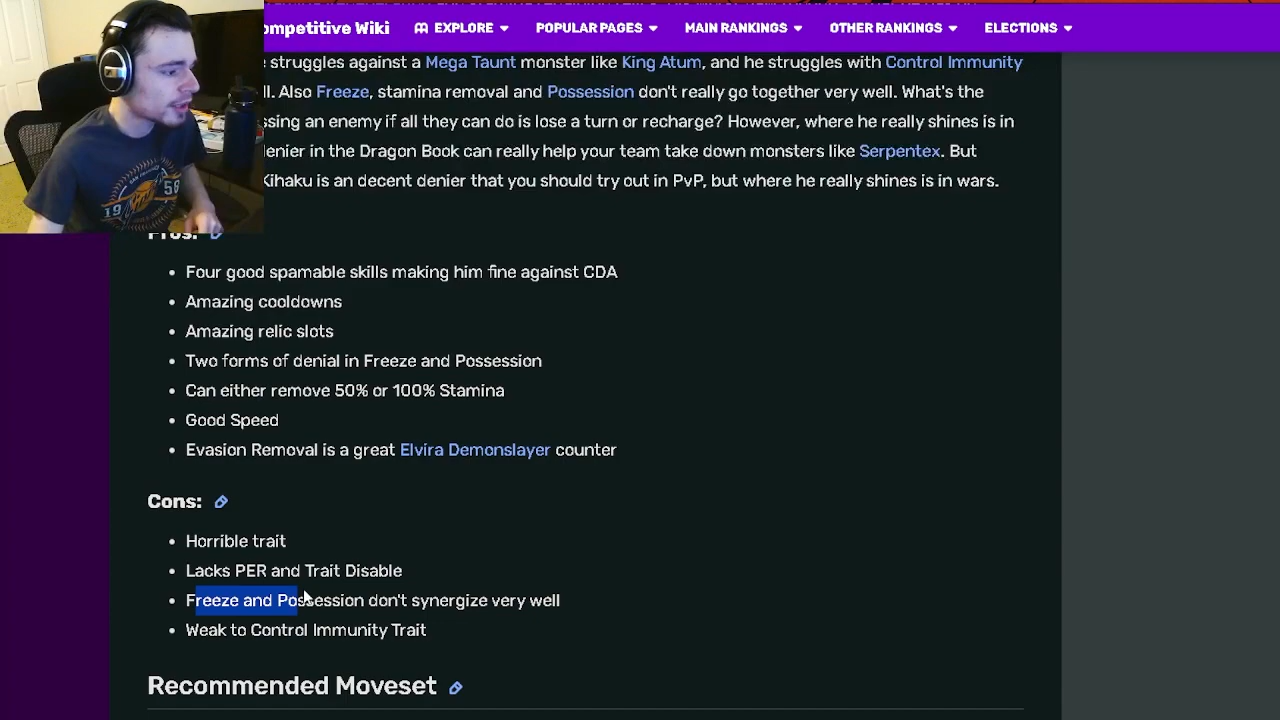 ompetitive Wiki EXPLORE POPULAR PAGES MAIN RANKINGS OTHER RANKINGS ELECTIONS
struggles against a Mega Taunt monster like King Atum, and he struggles with Control Immunity
ll. Also Freeze, stamina removal and Possession don't really go together very well. What's the
ssing an enemy if all they can do is lose a turn or recharge? However, where he really shines is in
denier in the Dragon Book can really help your team take down monsters like Serpentex. But
Kihaku is an decent denier that you should try out in PvP, but where he really shines is in wars.
Pros:
• Four good spamable skills making him fine against CDA
• Amazing cooldowns
• Amazing relic slots
• Two forms of denial in Freeze and Possession
• Can either remove 50% or 100% Stamina
• Good Speed
• Evasion Removal is a great Elvira Demonslayer counter
Cons:
• Horrible trait
• Lacks PER and Trait Disable
• Freeze and Possession don't synergize very well
• Weak to Control Immunity Trait
Recommended Moveset
SAN FRANCISCO
19 58